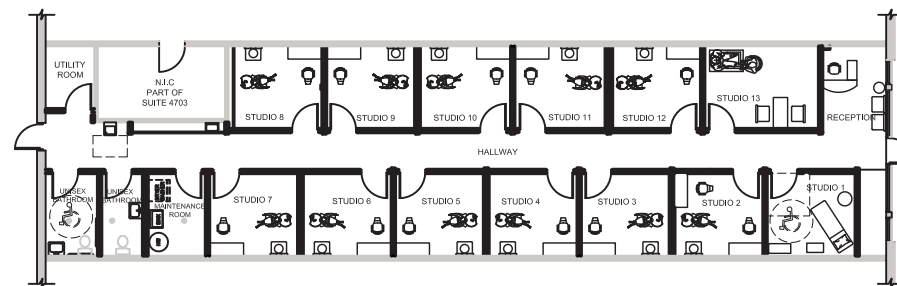 UTILITY
ROOM
N.I.C
PART OF
SUITE 4703
STUDIO 8
STUDIO 9
STUDIO 10
STUDIO 11
STUDIO 12
STUDIO 13
RECEPTION
HALLWAY
UNISEX
BATHROOM
UNISEX
BATHROOM
MAINTENANCE
ROOM
STUDIO 7
STUDIO 6
STUDIO 5
STUDIO 4
STUDIO 3
STUDIO 2
STUDIO 1